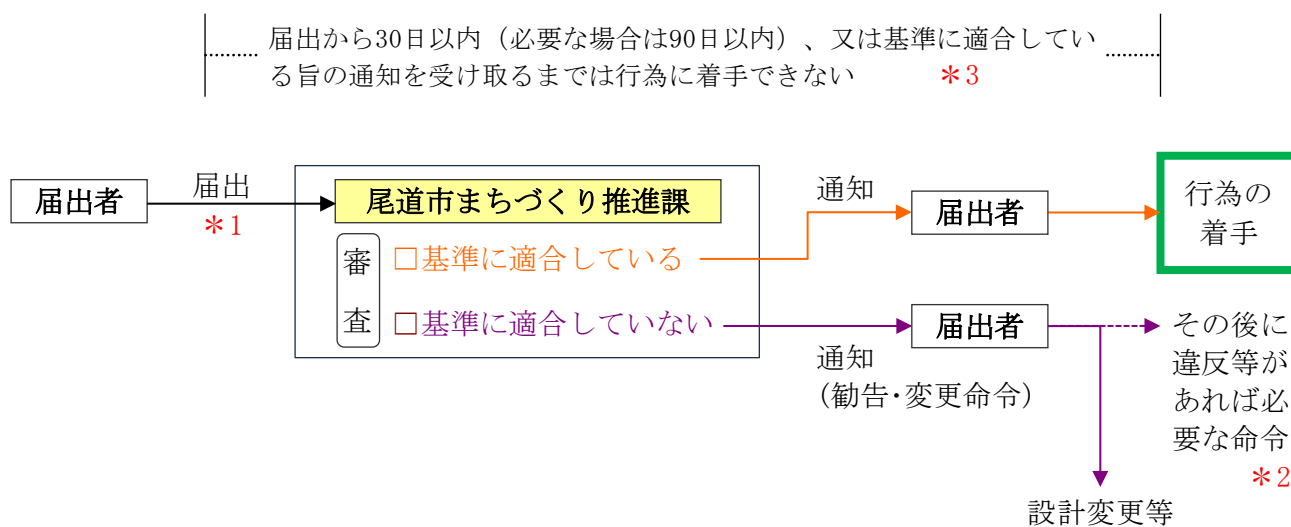 届出から30日以内（必要な場合は90日以内）、又は基準に適合してい
る旨の通知を受け取るまでは行為に着手できない　＊3
届出者
届出
＊1
尾道市まちづくり推進課
審
査
□基準に適合している
□基準に適合していない
通知
届出者
行為の
着手
届出者
通知
（勧告・変更命令）
その後に
違反等が
あれば必
要な命令
＊2
設計変更等